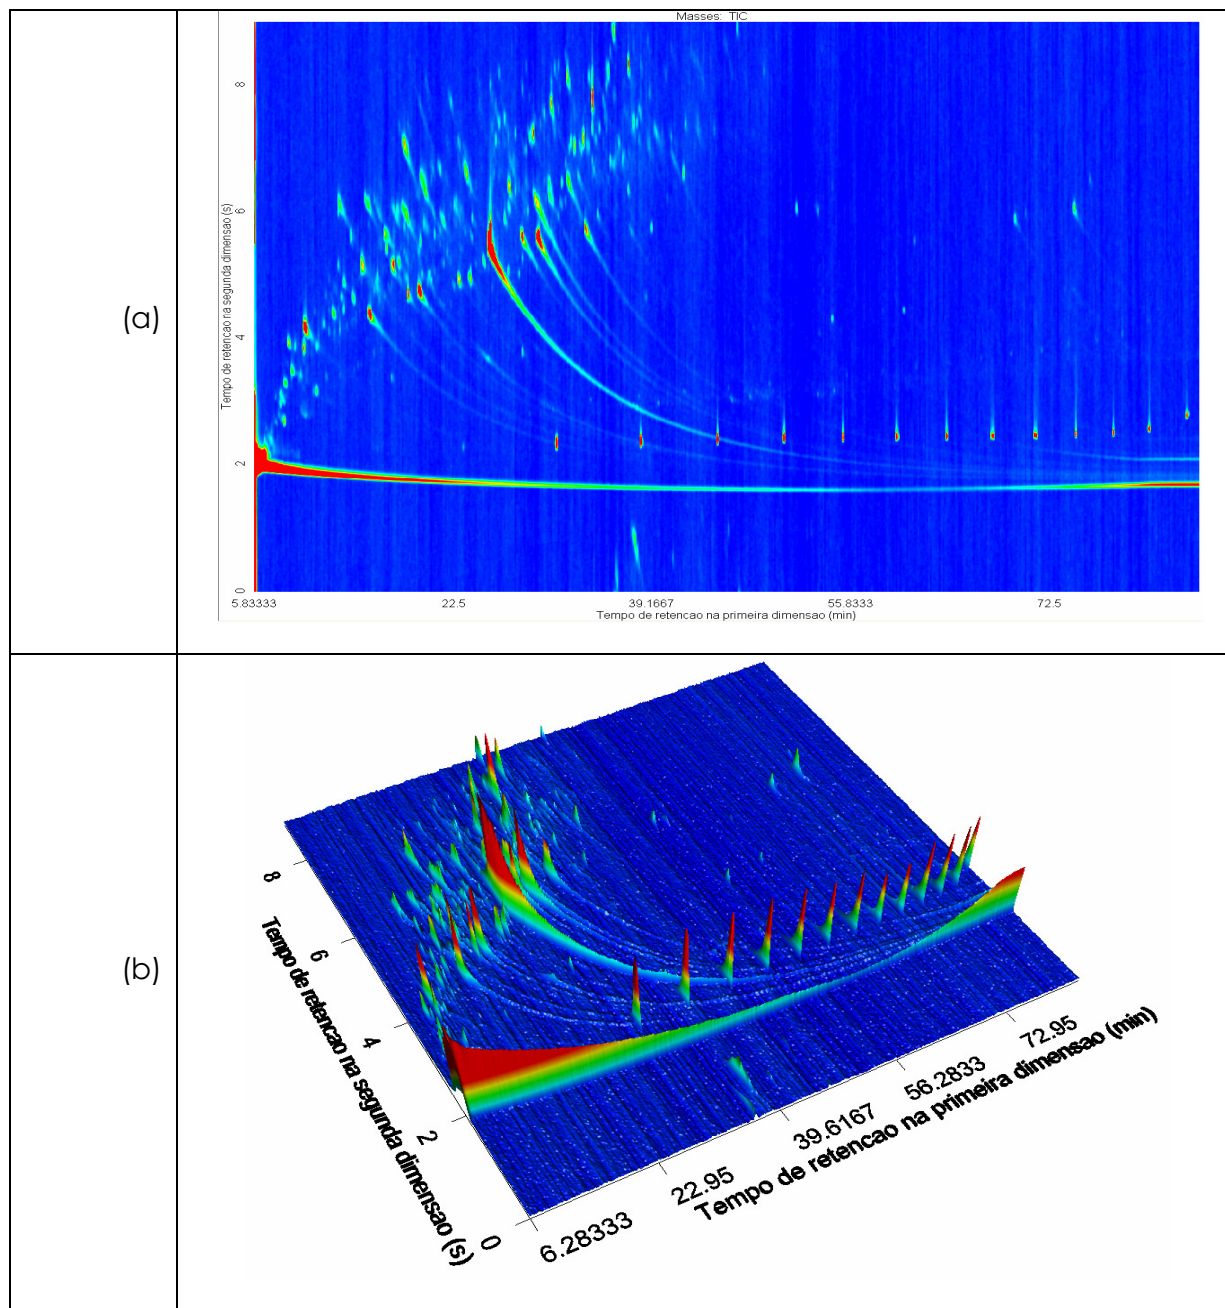 Masses: TIC
(a)
Tempo de retencao na segunda dimensao (s)
8
6
4
2
0
5.83333 22.5 39.1667 55.8333 72.5
Tempo de retencao na primeira dimensao (min)
(b)
8
6
4
2
0
Tempo de retencao na segunda dimensao (s)
6.28333 22.95 39.6167 56.2833 72.95
Tempo de retencao na primeira dimensao (min)